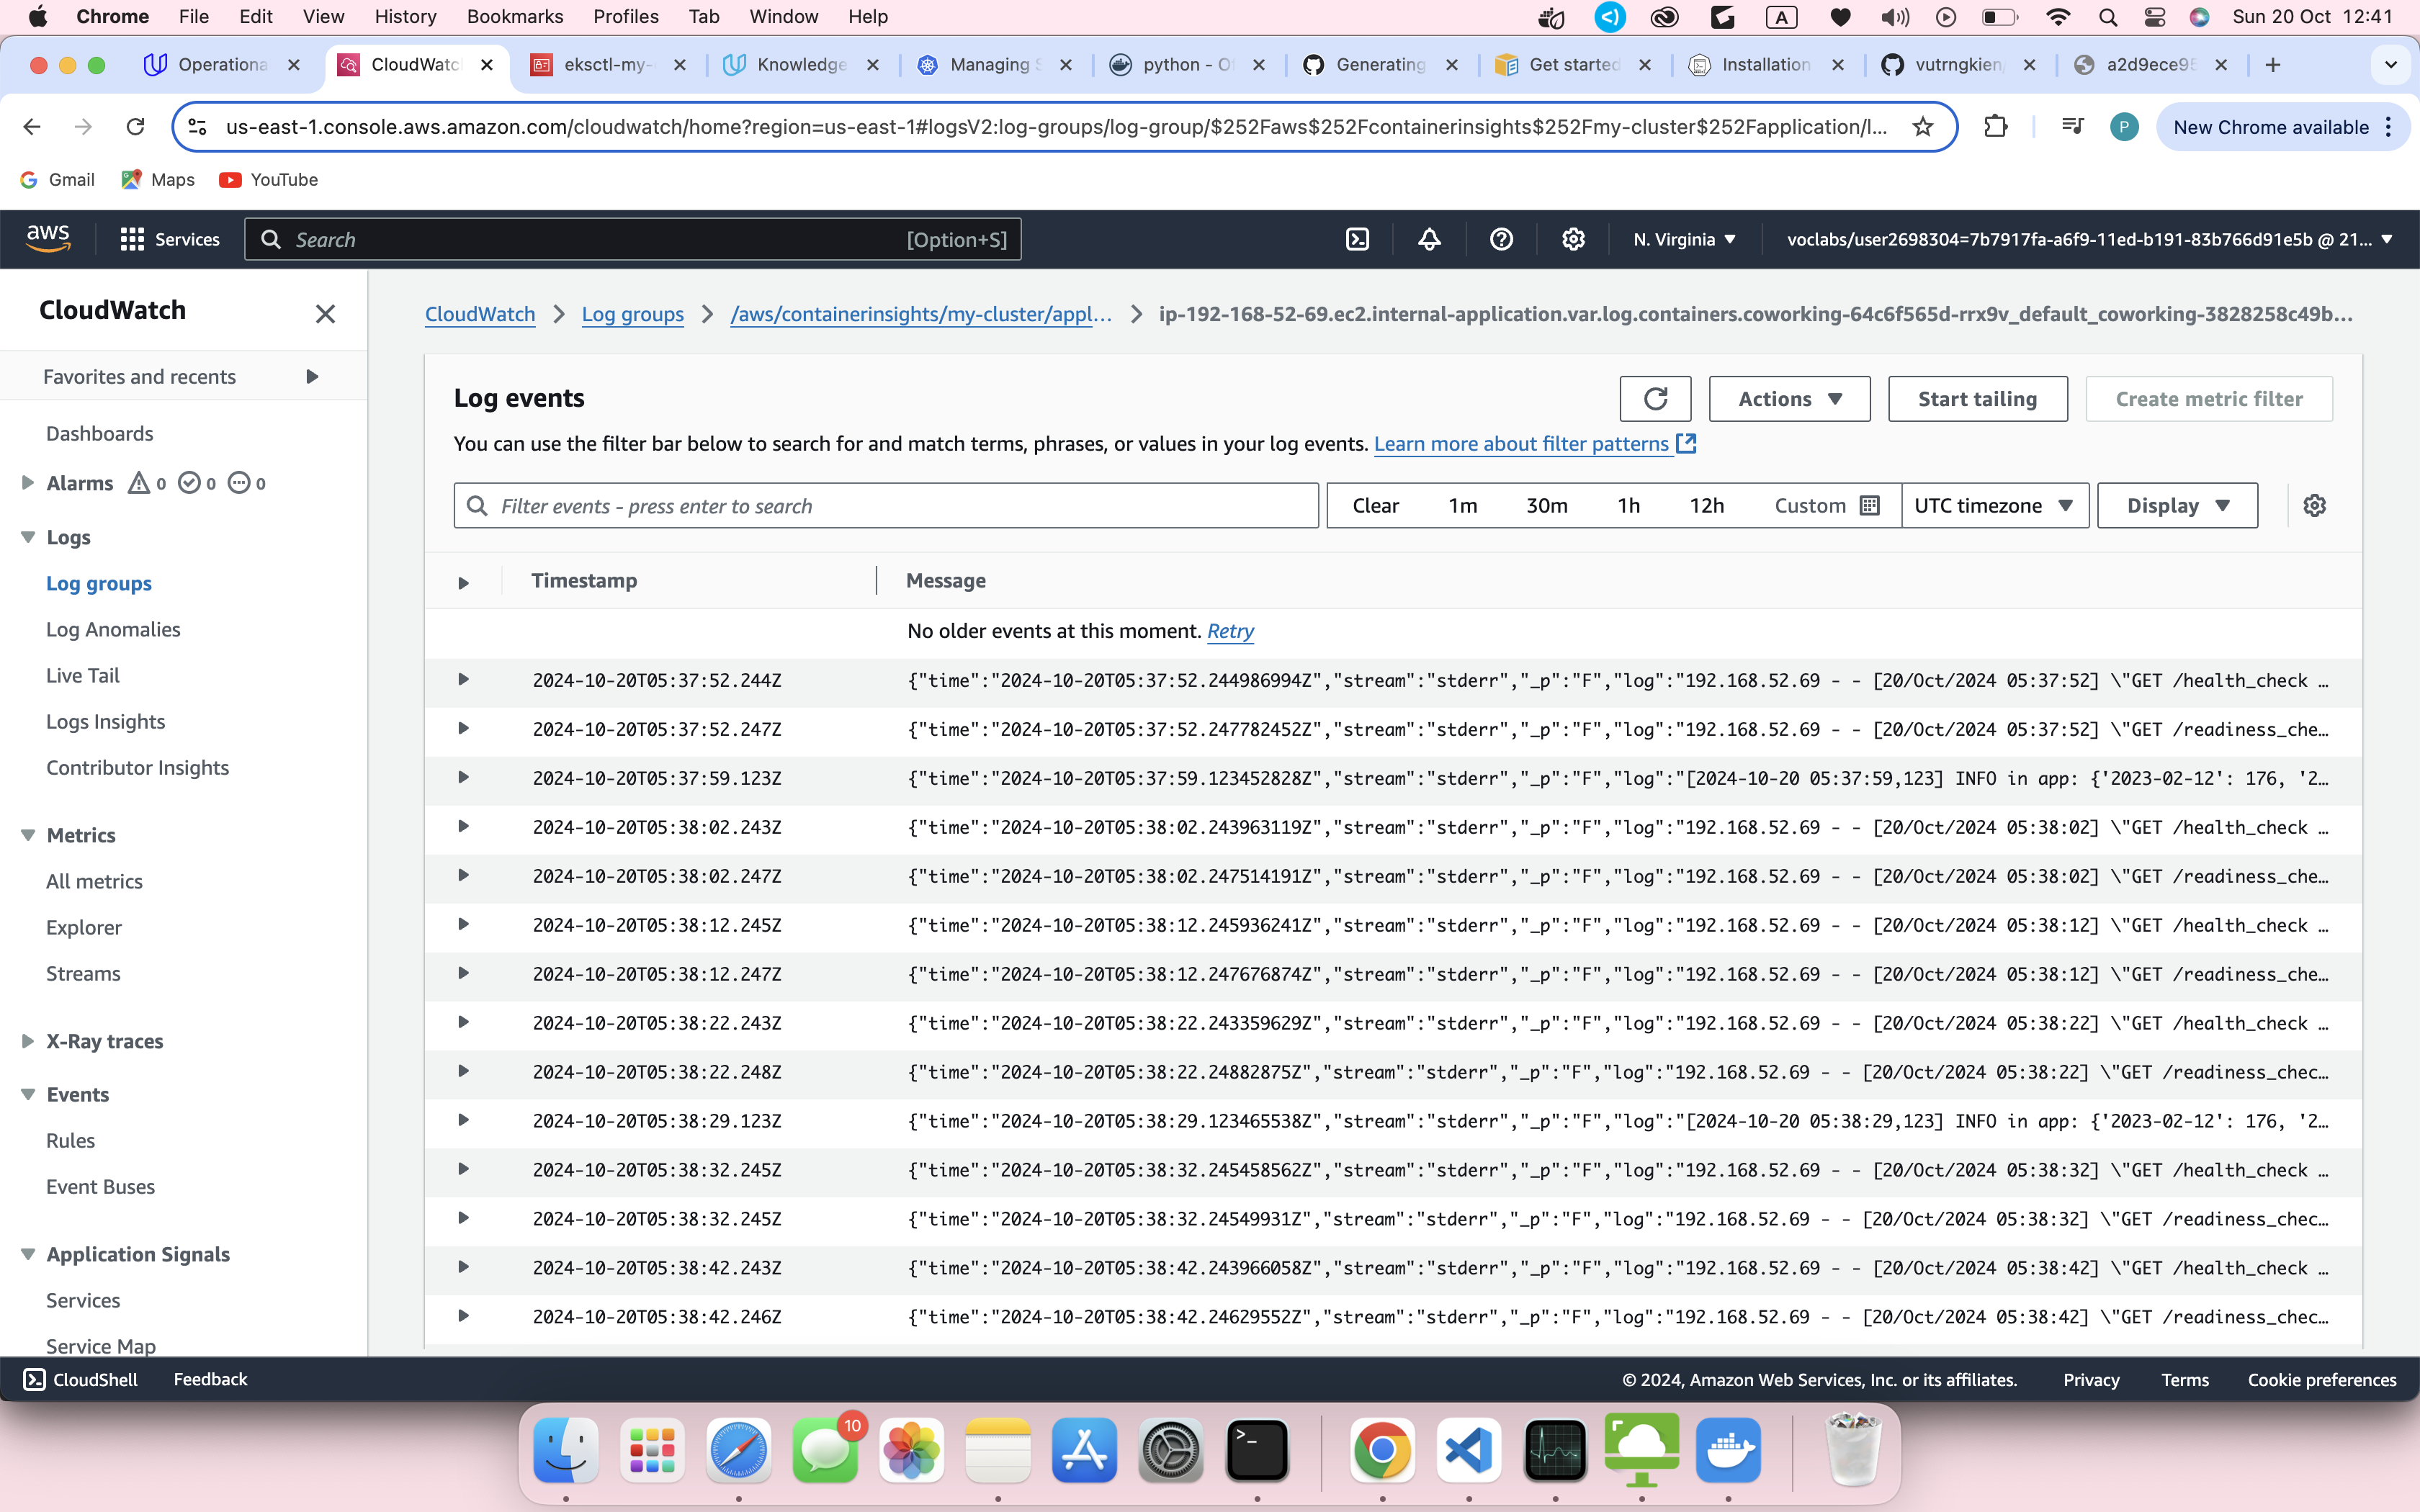 Chrome File Edit View History Bookmarks Profiles Tab Window Help A Sun 20 Oct 12:41
Operationa CloudWatc eksctl-my- Knowledge Managing S python - O Generating Get started Installation vutrngkien/ a2d9ece95
us-east-1.console.aws.amazon.com/cloudwatch/home?region=us-east-1#logsV2:log-groups/log-group/$252Faws$252Fcontainerinsights$252Fmy-cluster$252Fapplication/l... P New Chrome available
Gmail Maps YouTube
aws Services Search [Option+S] N. Virginia voclabs/user2698304=7b7917fa-a6f9-11ed-b191-83b766d91e5b @ 21...
CloudWatch
Favorites and recents
Dashboards
Alarms 0 0 0
Logs
Log groups
Log Anomalies
Live Tail
Logs Insights
Contributor Insights
Metrics
All metrics
Explorer
Streams
X-Ray traces
Events
Rules
Event Buses
Application Signals
Services
Service Map
CloudWatch Log groups /aws/containerinsights/my-cluster/appl... ip-192-168-52-69.ec2.internal-application.var.log.containers.coworking-64c6f565d-rrx9v_default_coworking-3828258c49b...
Log events
Actions Start tailing Create metric filter
You can use the filter bar below to search for and match terms, phrases, or values in your log events. Learn more about filter patterns
Filter events - press enter to search Clear 1m 30m 1h 12h Custom UTC timezone Display
Timestamp Message
No older events at this moment. Retry
2024-10-20T05:37:52.244Z {"time":"2024-10-20T05:37:52.244986994Z","stream":"stderr","_p":"F","log":"192.168.52.69 - - [20/Oct/2024 05:37:52] \"GET /health_check ...
2024-10-20T05:37:52.247Z {"time":"2024-10-20T05:37:52.247782452Z","stream":"stderr","_p":"F","log":"192.168.52.69 - - [20/Oct/2024 05:37:52] \"GET /readiness_che...
2024-10-20T05:37:59.123Z {"time":"2024-10-20T05:37:59.123452828Z","stream":"stderr","_p":"F","log":"[2024-10-20 05:37:59,123] INFO in app: {'2023-02-12': 176, '2...
2024-10-20T05:38:02.243Z {"time":"2024-10-20T05:38:02.243963119Z","stream":"stderr","_p":"F","log":"192.168.52.69 - - [20/Oct/2024 05:38:02] \"GET /health_check ...
2024-10-20T05:38:02.247Z {"time":"2024-10-20T05:38:02.247514191Z","stream":"stderr","_p":"F","log":"192.168.52.69 - - [20/Oct/2024 05:38:02] \"GET /readiness_che...
2024-10-20T05:38:12.245Z {"time":"2024-10-20T05:38:12.245936241Z","stream":"stderr","_p":"F","log":"192.168.52.69 - - [20/Oct/2024 05:38:12] \"GET /health_check ...
2024-10-20T05:38:12.247Z {"time":"2024-10-20T05:38:12.247676874Z","stream":"stderr","_p":"F","log":"192.168.52.69 - - [20/Oct/2024 05:38:12] \"GET /readiness_che...
2024-10-20T05:38:22.243Z {"time":"2024-10-20T05:38:22.243359629Z","stream":"stderr","_p":"F","log":"192.168.52.69 - - [20/Oct/2024 05:38:22] \"GET /health_check ...
2024-10-20T05:38:22.248Z {"time":"2024-10-20T05:38:22.24882875Z","stream":"stderr","_p":"F","log":"192.168.52.69 - - [20/Oct/2024 05:38:22] \"GET /readiness_chec...
2024-10-20T05:38:29.123Z {"time":"2024-10-20T05:38:29.123465538Z","stream":"stderr","_p":"F","log":"[2024-10-20 05:38:29,123] INFO in app: {'2023-02-12': 176, '2...
2024-10-20T05:38:32.245Z {"time":"2024-10-20T05:38:32.245458562Z","stream":"stderr","_p":"F","log":"192.168.52.69 - - [20/Oct/2024 05:38:32] \"GET /health_check ...
2024-10-20T05:38:32.245Z {"time":"2024-10-20T05:38:32.24549931Z","stream":"stderr","_p":"F","log":"192.168.52.69 - - [20/Oct/2024 05:38:32] \"GET /readiness_chec...
2024-10-20T05:38:42.243Z {"time":"2024-10-20T05:38:42.243966058Z","stream":"stderr","_p":"F","log":"192.168.52.69 - - [20/Oct/2024 05:38:42] \"GET /health_check ...
2024-10-20T05:38:42.246Z {"time":"2024-10-20T05:38:42.24629552Z","stream":"stderr","_p":"F","log":"192.168.52.69 - - [20/Oct/2024 05:38:42] \"GET /readiness_chec...
CloudShell Feedback © 2024, Amazon Web Services, Inc. or its affiliates. Privacy Terms Cookie preferences
10